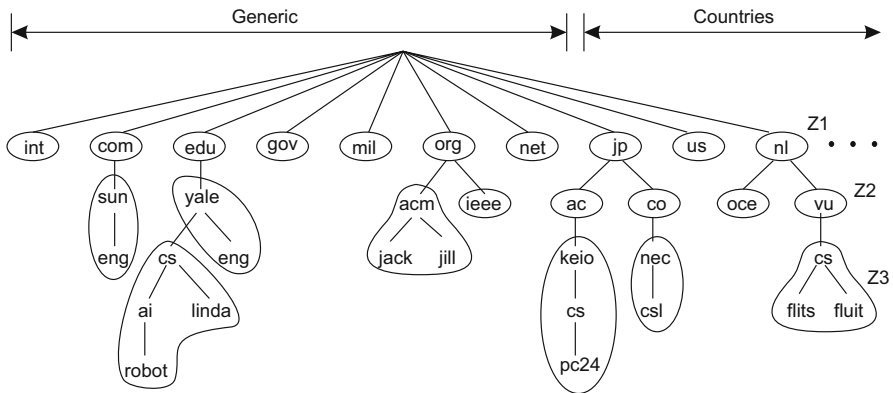 Generic Countries
Z1
int com edu gov mil org net jp us nl • • •
sun yale acm ieee ac co oce vu Z2
eng cs eng jack jill keio nec cs Z3
ai linda cs csl flits fluit
robot pc24